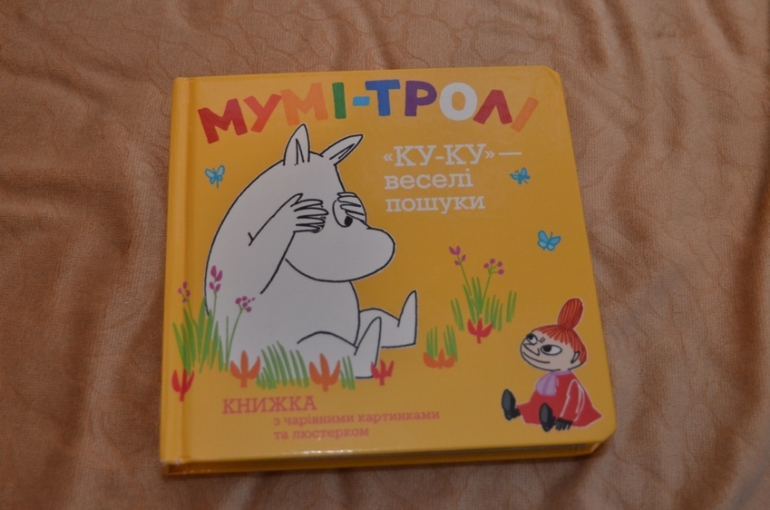 МУМІ-ТРОЛІ
«КУ-КУ» —
веселі
пошуки
КНИЖКА
з чарівними картинками
та люстерком